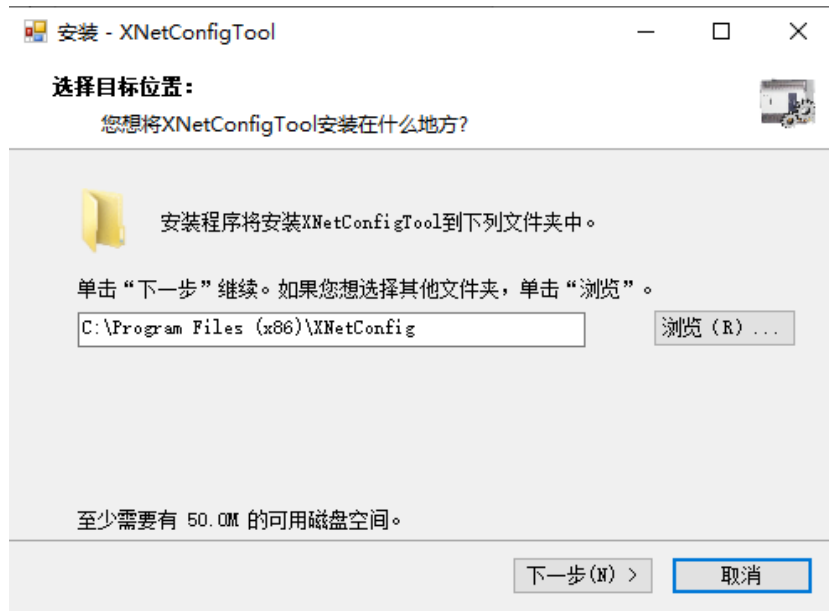 安装 - XNetConfigTool
选择目标位置：
您想将XNetConfigTool安装在什么地方?
安装程序将安装XNetConfigTool到下列文件夹中。
单击“下一步”继续。如果您想选择其他文件夹，单击“浏览”。
C:\Program Files (x86)\XNetConfig
浏览（R）...
至少需要有 50.0M 的可用磁盘空间。
下一步(N) >
取消